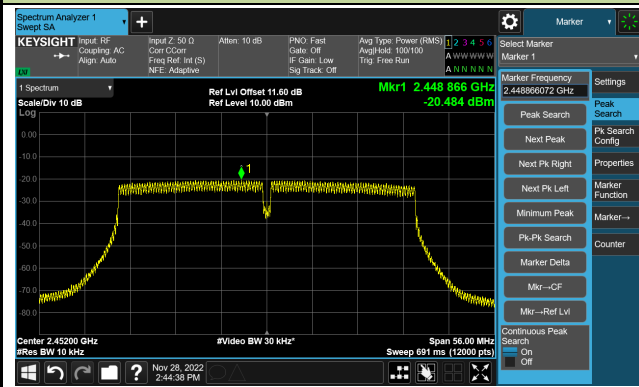 Spectrum Analyzer 1
Swept SA
Marker
KEYSIGHT
Input: RF
Coupling: AC
Align: Auto
Input Z: 50 Ω
Corr CCorr
Freq Ref: Int (S)
NFE: Adaptive
Atten: 10 dB
PNO: Fast
Gate: Off
IF Gain: Low
Sig Track: Off
Avg Type: Power (RMS)
Avg|Hold: 100/100
Trig: Free Run
1 2 3 4 5 6
A W W W W W
A N N N N N
LXI
Select Marker
Marker 1
1 Spectrum
Scale/Div 10 dB
Ref Lvl Offset 11.60 dB
Ref Level 10.00 dBm
Mkr1 2.448 866 GHz
-20.484 dBm
Log
0.00
-10.0
-20.0
-30.0
-40.0
-50.0
-60.0
-70.0
-80.0
1
Center 2.45200 GHz
#Res BW 10 kHz
#Video BW 30 kHz*
Span 56.00 MHz
Sweep 691 ms (12000 pts)
Marker Frequency
2.448866072 GHz
Peak Search
Next Peak
Next Pk Right
Next Pk Left
Minimum Peak
Pk-Pk Search
Marker Delta
Mkr→CF
Mkr→Ref Lvl
Continuous Peak
Search
On
Off
Settings
Peak
Search
Pk Search
Config
Properties
Marker
Function
Marker→
Counter
?
Nov 28, 2022
2:44:38 PM